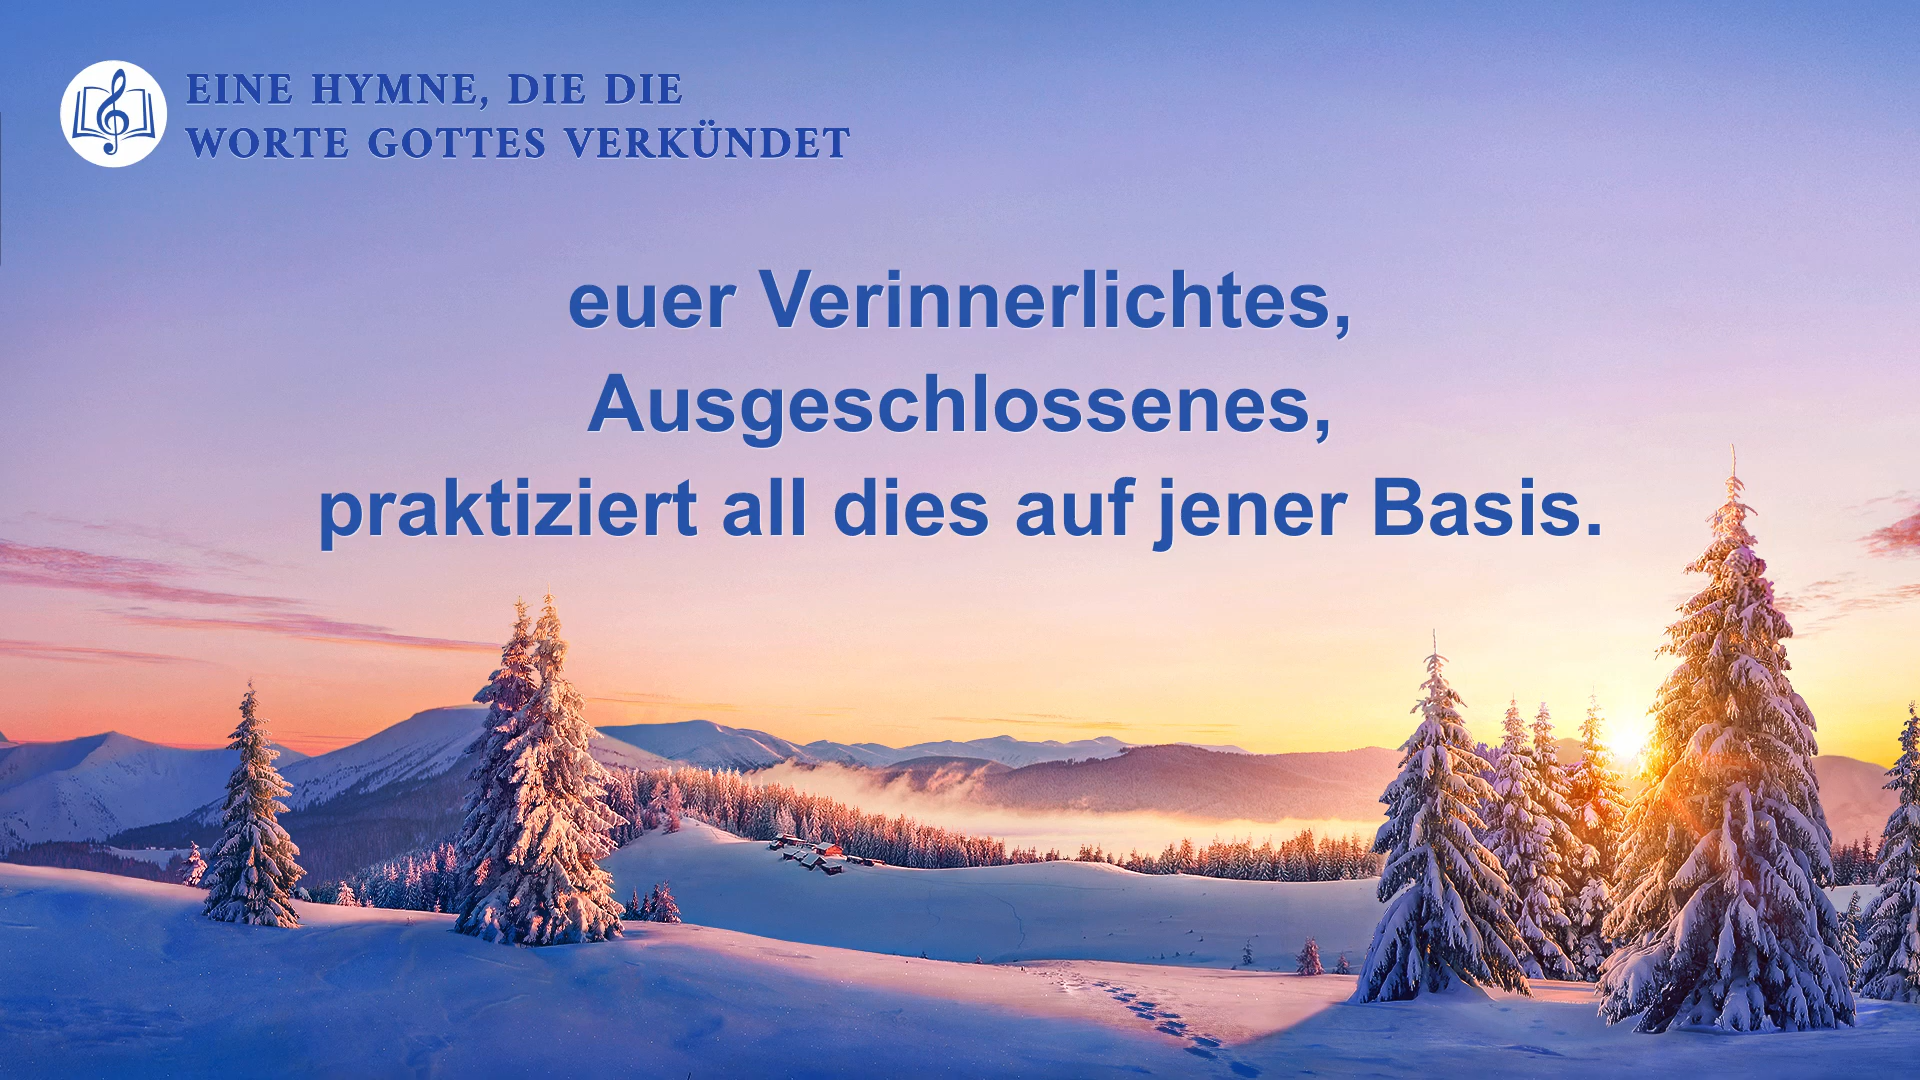 EINE HYMNE, DIE DIE
WORTE GOTTES VERKÜNDET
euer Verinnerlichtes,
Ausgeschlossenes,
praktiziert all dies auf jener Basis.